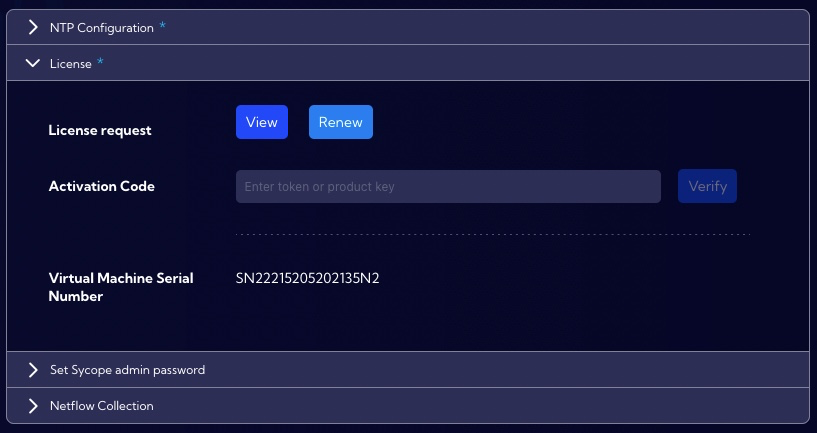 NTP Configuration *
License *
License request
View
Renew
Activation Code
Enter token or product key
Verify
Virtual Machine Serial
Number
SN22215205202135N2
Set Sycope admin password
Netflow Collection